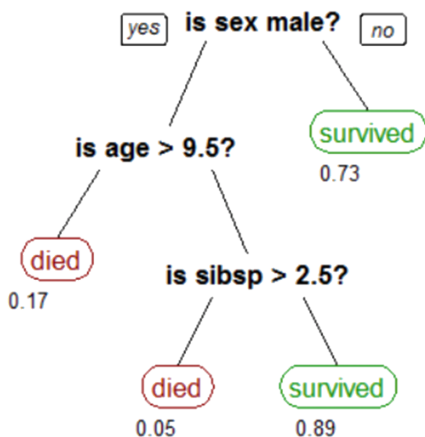 yes is sex male? no
survived
0.73
is age > 9.5?
died
0.17
is sibsp > 2.5?
died survived
0.05 0.89